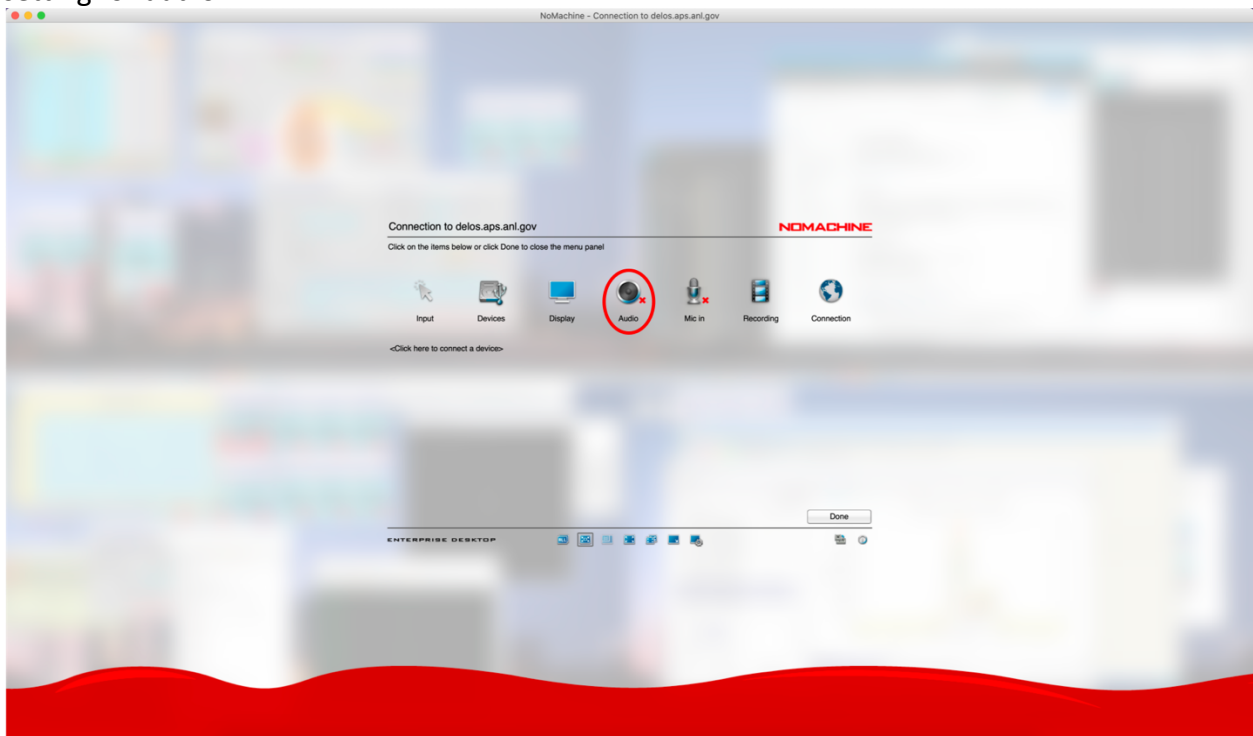 NoMachine - Connection to delos.aps.anl.gov
Connection to delos.aps.anl.gov
NOMACHINE
Click on the items below or click Done to close the menu panel
Input Devices Display Audio Mic in Recording Connection
<Click here to connect a device>
Done
ENTERPRISE DESKTOP